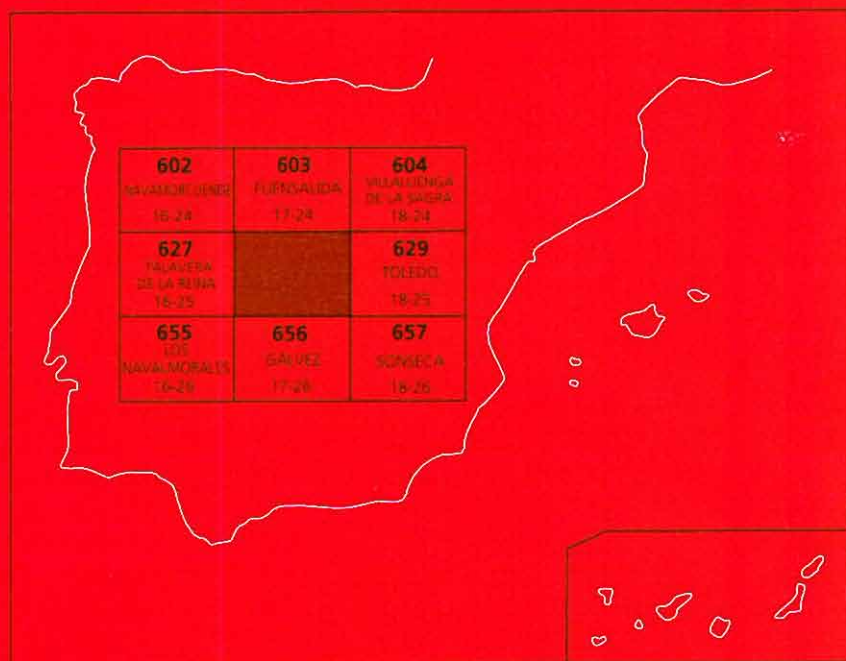 602
NAVAMORCUENDE
16-24
603
FUENSALIDA
17-24
604
VILLALUENGA
DE LA SAGRA
18-24
627
TALAVERA
DE LA REINA
16-25
629
TOLEDO
18-25
655
LOS
NAVALMORALES
16-26
656
GALVEZ
17-26
657
SONSECA
18-26